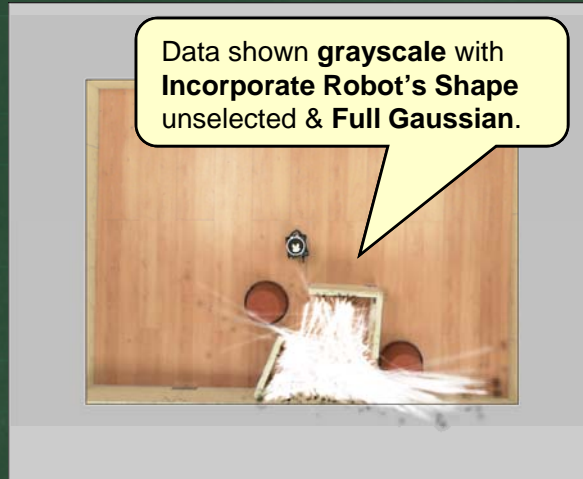 Data shown grayscale with
Incorporate Robot's Shape
unselected & Full Gaussian.